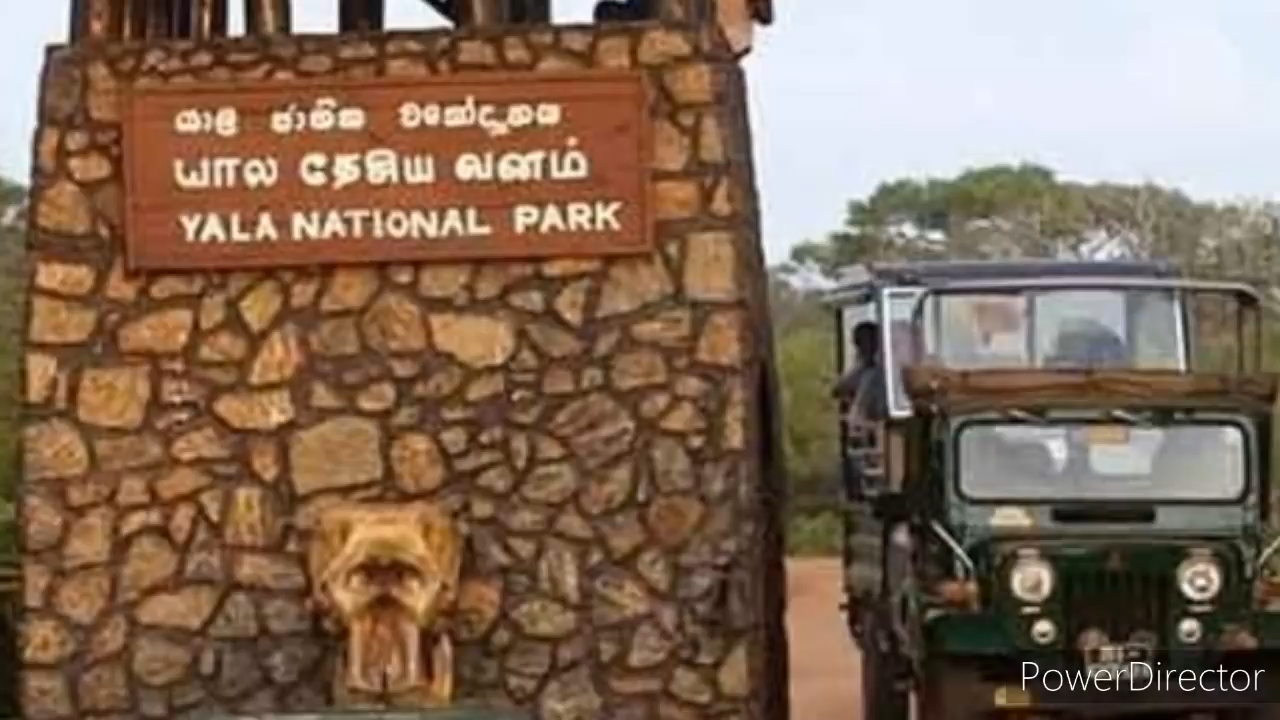 යාල ජාතික වනෝද්‍යානය
யால தேஜிய வனம்
YALA NATIONAL PARK
PowerDirector